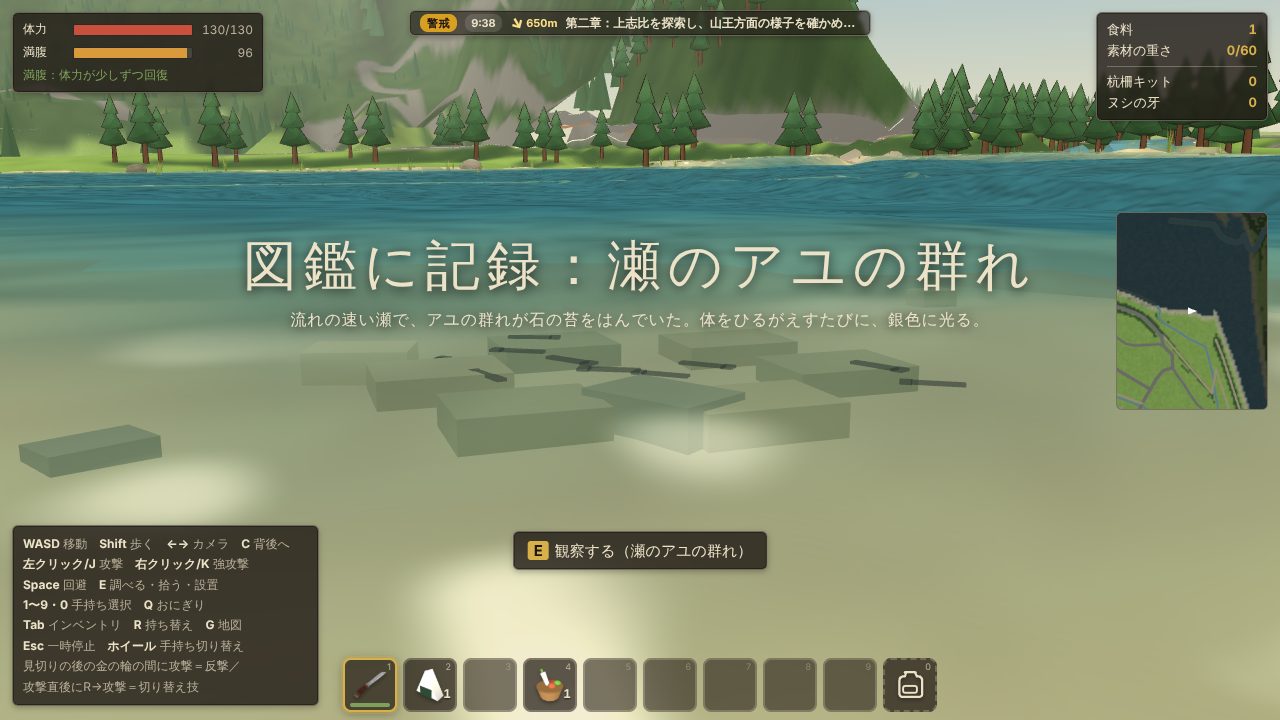 体力 130/130
満腹 96
満腹：体力が少しずつ回復
警戒 9:38 650m 第二章：上志比を探索し、山王方面の様子を確かめ…
食料 1
素材の重さ 0/60
杭柵キット 0
ヌシの牙 0
図鑑に記録：瀬のアユの群れ
流れの速い瀬で、アユの群れが石の苔をはんでいた。体をひるがえすたびに、銀色に光る。
E 観察する（瀬のアユの群れ）
WASD 移動 Shift 歩く ←→ カメラ C 背後へ
左クリック/J 攻撃 右クリック/K 強攻撃
Space 回避 E 調べる・拾う・設置
1〜9・0 手持ち選択 Q おにぎり
Tab インベントリ R 持ち替え G 地図
Esc 一時停止 ホイール 手持ち切り替え
見切りの後の金の輪の間に攻撃＝反撃／
攻撃直後にR→攻撃＝切り替え技
1 2 3 4 5 6 7 8 9 0
1 1